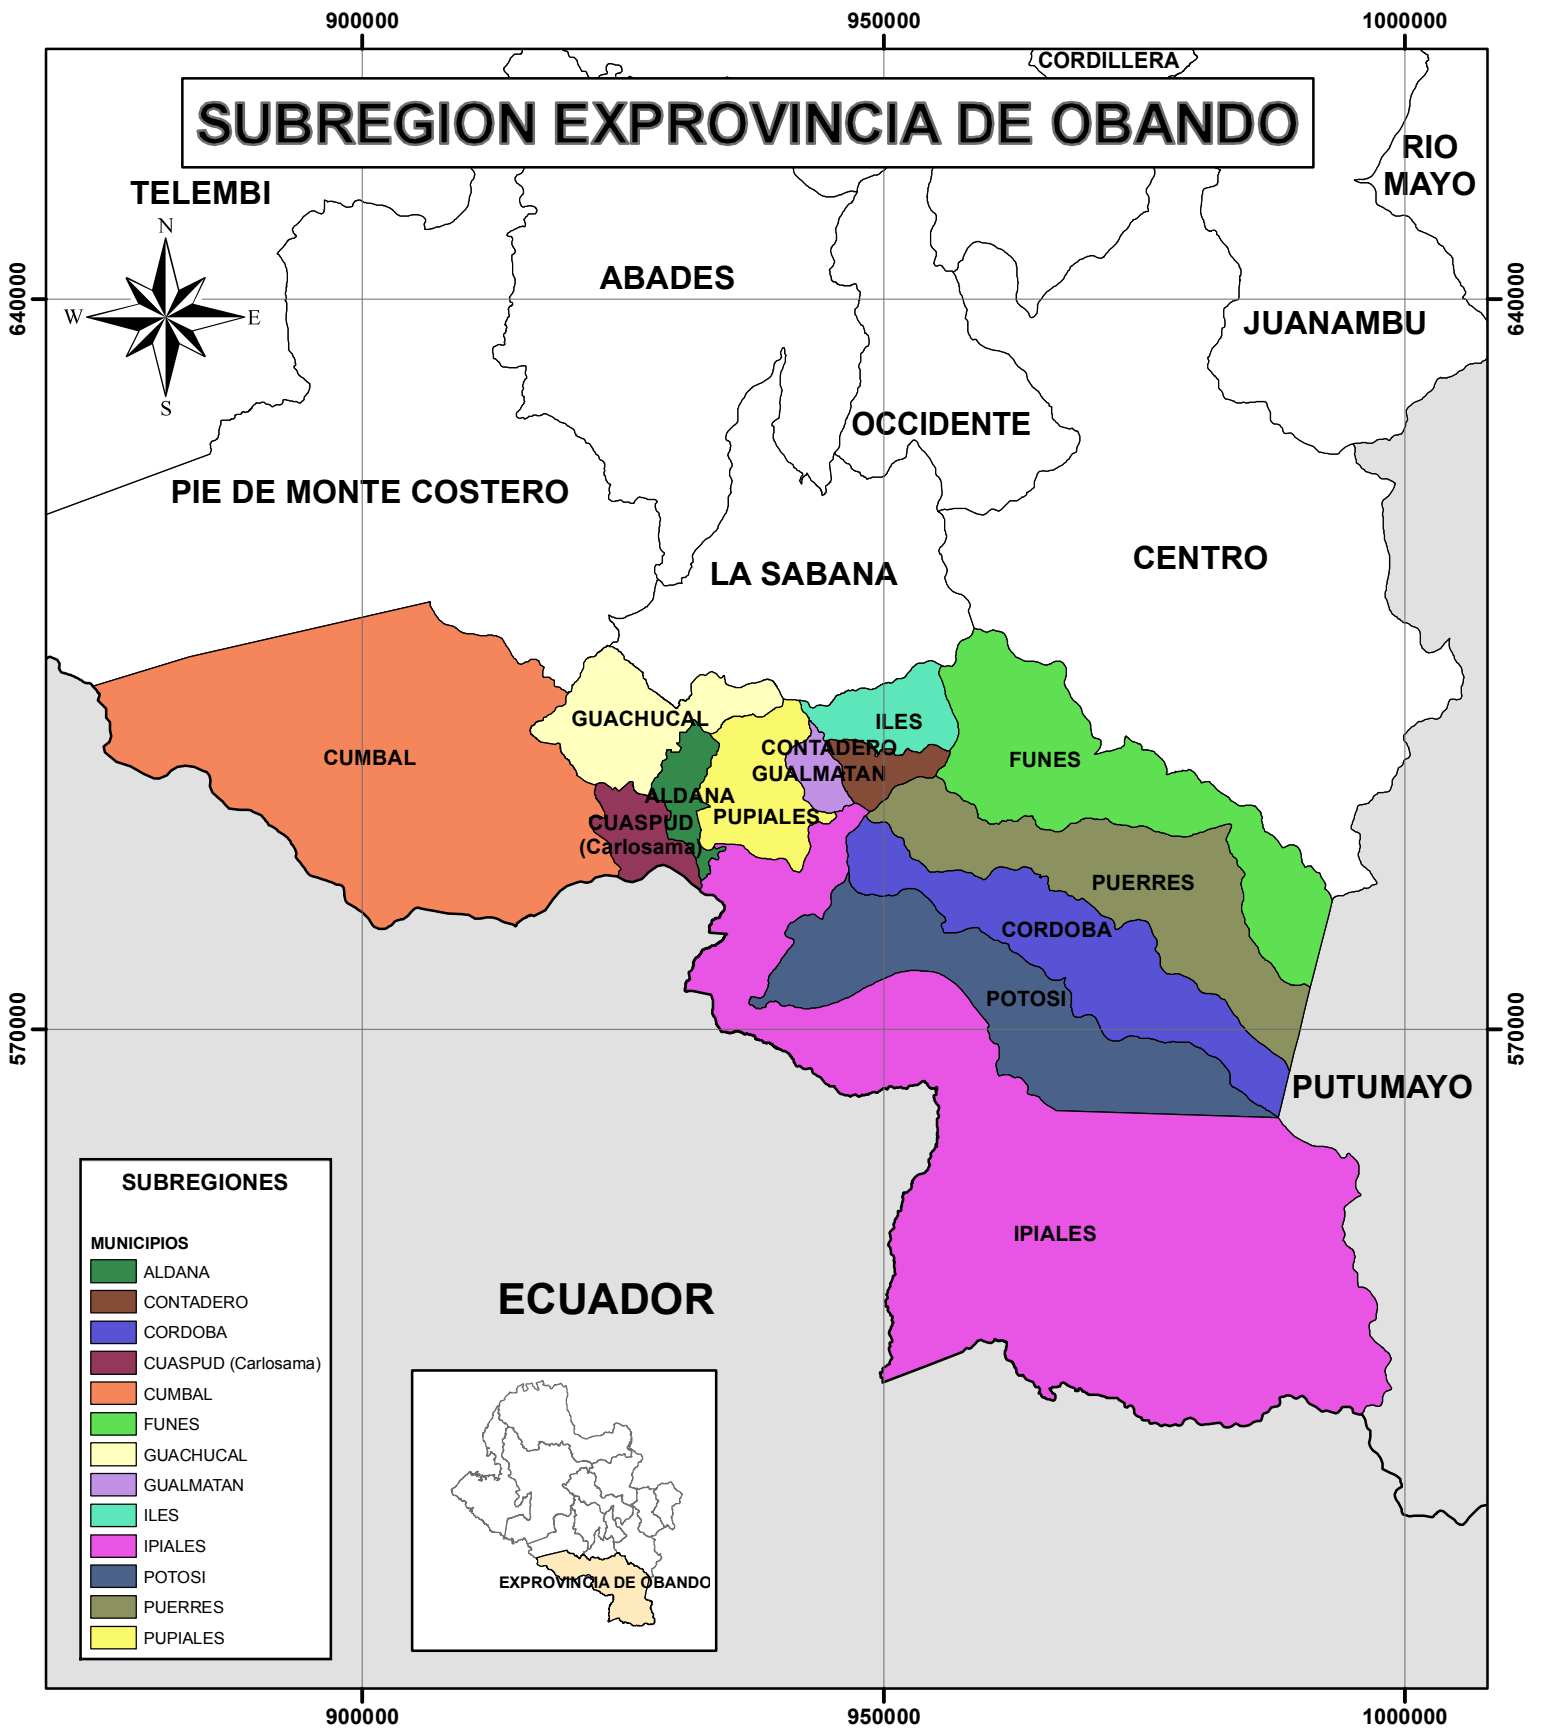 900000
950000
1000000
CORDILLERA
SUBREGION EXPROVINCIA DE OBANDO
RIO
MAYO
TELEMBI
N
W
E
S
ABADES
640000
640000
JUANAMBU
OCCIDENTE
PIE DE MONTE COSTERO
CENTRO
LA SABANA
GUACHUCAL
ILES
CONTADERO
CUMBAL
FUNES
GUALMATAN
ALDANA
PUPIALES
CUASPUD
(Carlosama)
PUERRES
CORDOBA
POTOSI
570000
570000
PUTUMAYO
IPIALES
ECUADOR
SUBREGIONES
MUNICIPIOS
ALDANA
CONTADERO
CORDOBA
CUASPUD (Carlosama)
CUMBAL
FUNES
GUACHUCAL
GUALMATAN
ILES
IPIALES
POTOSI
PUERRES
PUPIALES
EXPROVINCIA DE OBANDO
900000
950000
1000000